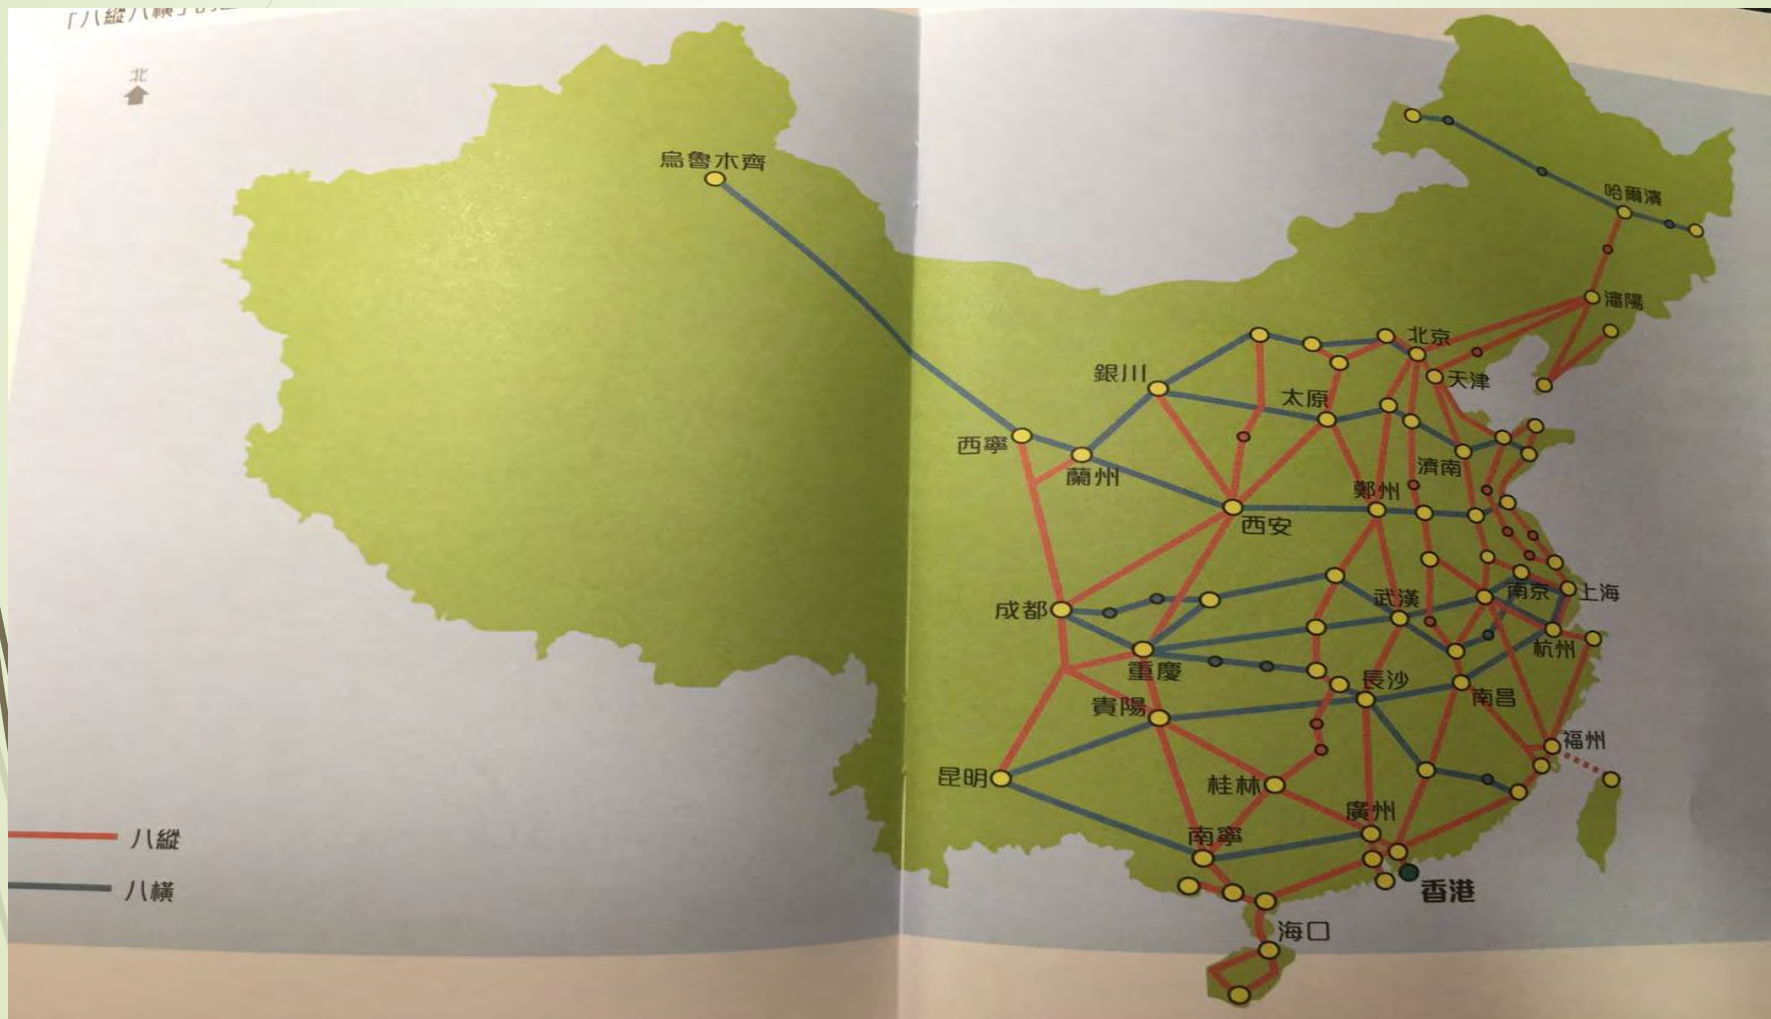 「八縱八橫」的
北
烏魯木齊
哈爾濱
瀋陽
北京
銀川
天津
太原
西寧
蘭州
濟南
鄭州
西安
成都
武漢
南京
上海
杭州
重慶
長沙
貴陽
南昌
福州
昆明
桂林
廣州
南寧
香港
海口
八縱
八橫